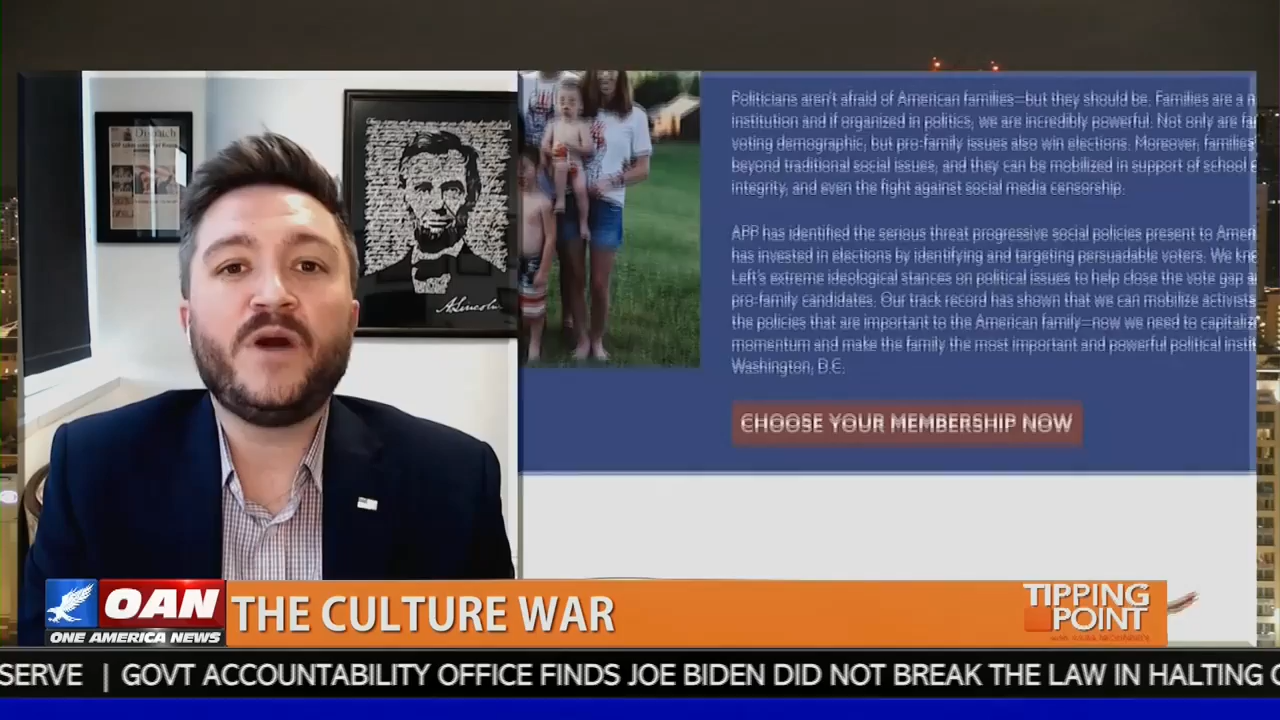 Dispatch
A. Lincoln
Politicians aren't afraid of American families—but they should be. Families are a n
institution and if organized in politics, we are incredibly powerful. Not only are fa
voting demographic, but pro-family issues also win elections. Moreover, families
beyond traditional social issues, and they can be mobilized in support of school c
integrity, and even the fight against social media censorship.
APP has identified the serious threat progressive social policies present to Amer
has invested in elections by identifying and targeting persuadable voters. We kno
Left's extreme ideological stances on political issues to help close the vote gap a
pro-family candidates. Our track record has shown that we can mobilize activists
the policies that are important to the American family—now we need to capitaliz
momentum and make the family the most important and powerful political instit
Washington, D.C.
CHOOSE YOUR MEMBERSHIP NOW
OAN
ONE AMERICA NEWS
THE CULTURE WAR
TIPPING
POINT
SERVE | GOVT ACCOUNTABILITY OFFICE FINDS JOE BIDEN DID NOT BREAK THE LAW IN HALTING